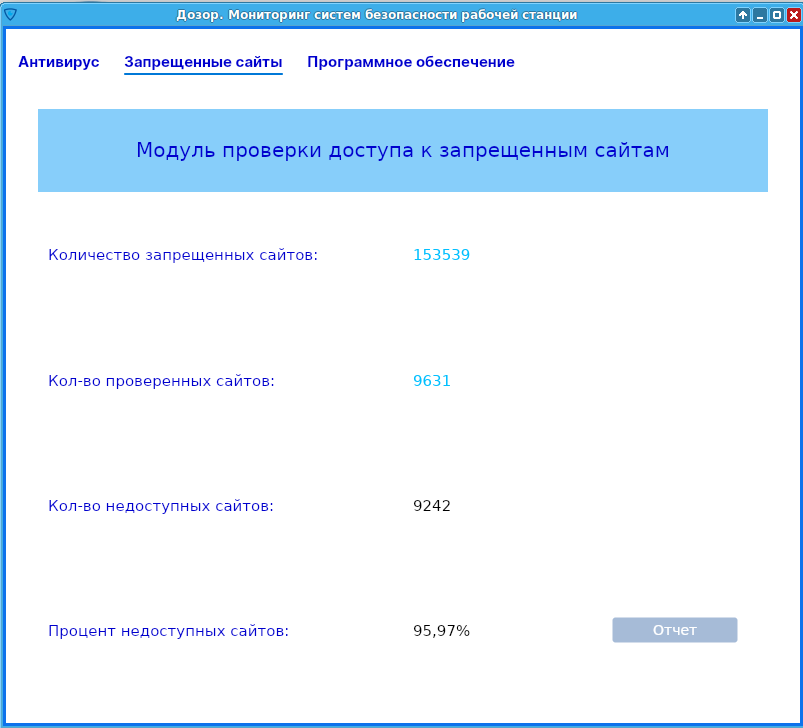 Дозор. Мониторинг систем безопасности рабочей станции
Антивирус Запрещенные сайты Программное обеспечение
Модуль проверки доступа к запрещенным сайтам
Количество запрещенных сайтов: 153539
Кол-во проверенных сайтов: 9631
Кол-во недоступных сайтов: 9242
Процент недоступных сайтов: 95,97% Отчет